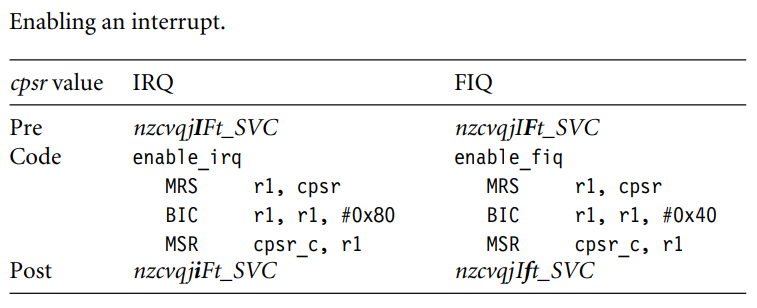 Enabling an interrupt.
cpsr value IRQ FIQ
Pre nzcvqjIFt_SVC nzcvqjIFt_SVC
Code enable_irq enable_fiq
MRS r1, cpsr MRS r1, cpsr
BIC r1, r1, #0x80 BIC r1, r1, #0x40
MSR cpsr_c, r1 MSR cpsr_c, r1
Post nzcvqjiFt_SVC nzcvqjIft_SVC